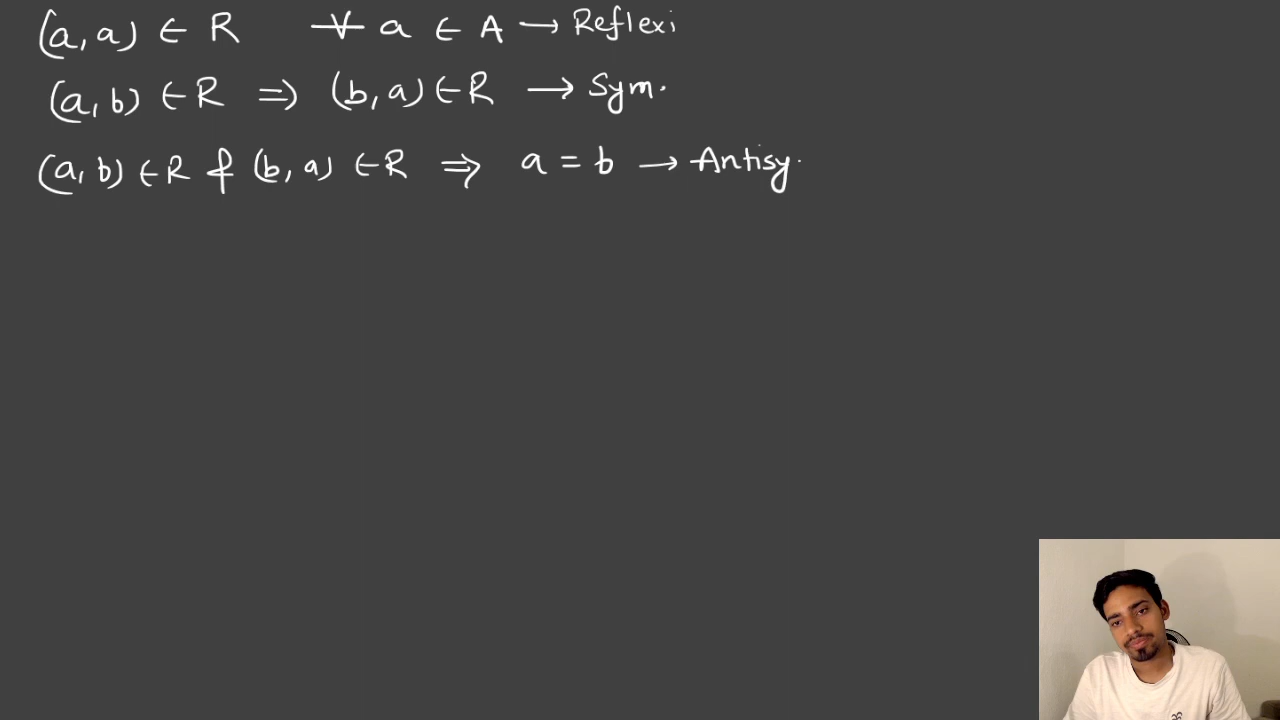 (a, a) ∈ R ∀ a ∈ A → Reflexi
(a, b) ∈ R ⇒ (b, a) ∈ R → Sym.
(a, b) ∈ R & (b, a) ∈ R ⇒ a = b → Antisy.